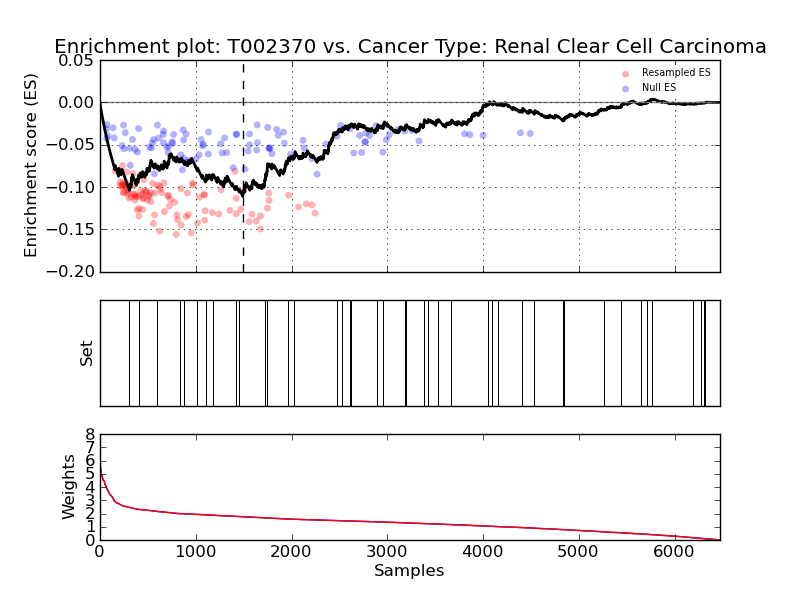 Enrichment plot: T002370 vs. Cancer Type: Renal Clear Cell Carcinoma
Enrichment score (ES)
0.05
0.00
−0.05
−0.10
−0.15
−0.20
Resampled ES
Null ES
Set
Weights
8
7
6
5
4
3
2
1
0
0 1000 2000 3000 4000 5000 6000
Samples